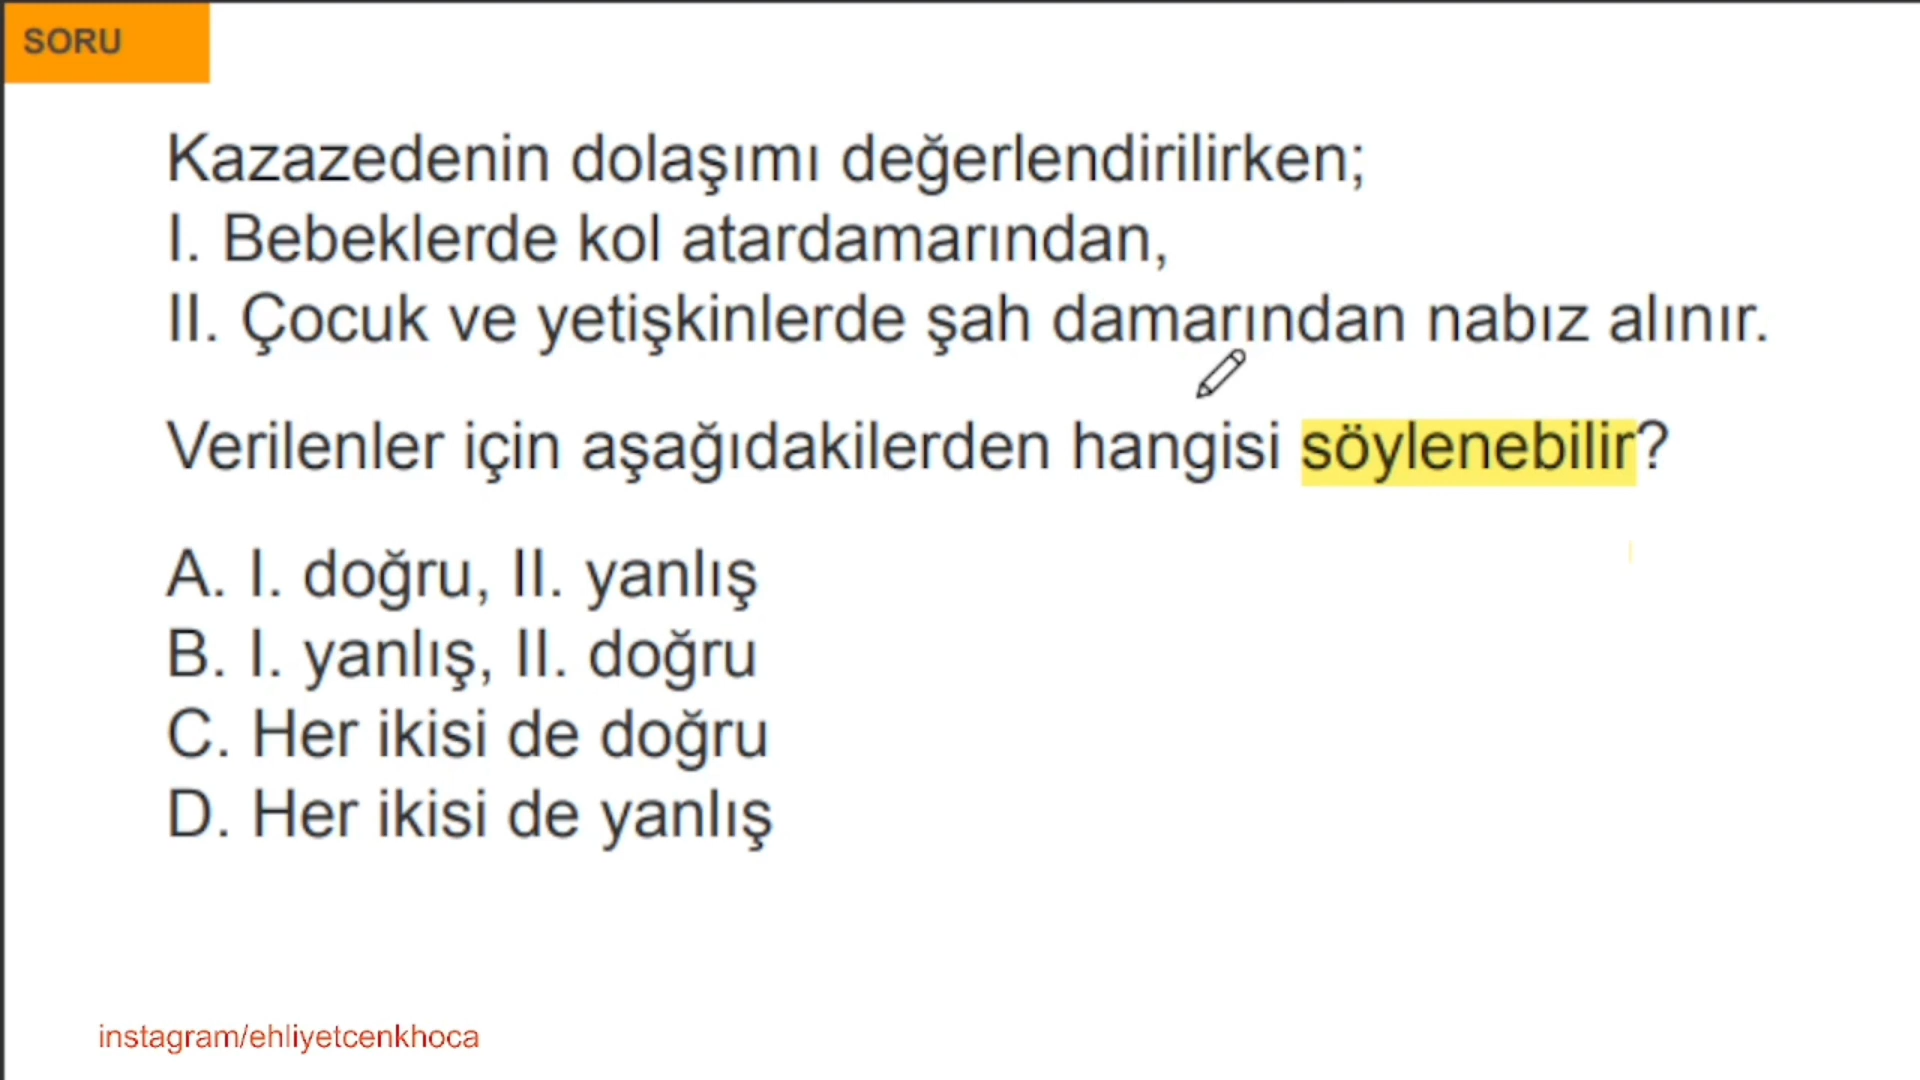 SORU
Kazazedenin dolaşımı değerlendirilirken;
I. Bebeklerde kol atardamarından,
II. Çocuk ve yetişkinlerde şah damarından nabız alınır.
Verilenler için aşağıdakilerden hangisi söylenebilir?
A. I. doğru, II. yanlış
B. I. yanlış, II. doğru
C. Her ikisi de doğru
D. Her ikisi de yanlış
instagram/ehliyetcenkhoca